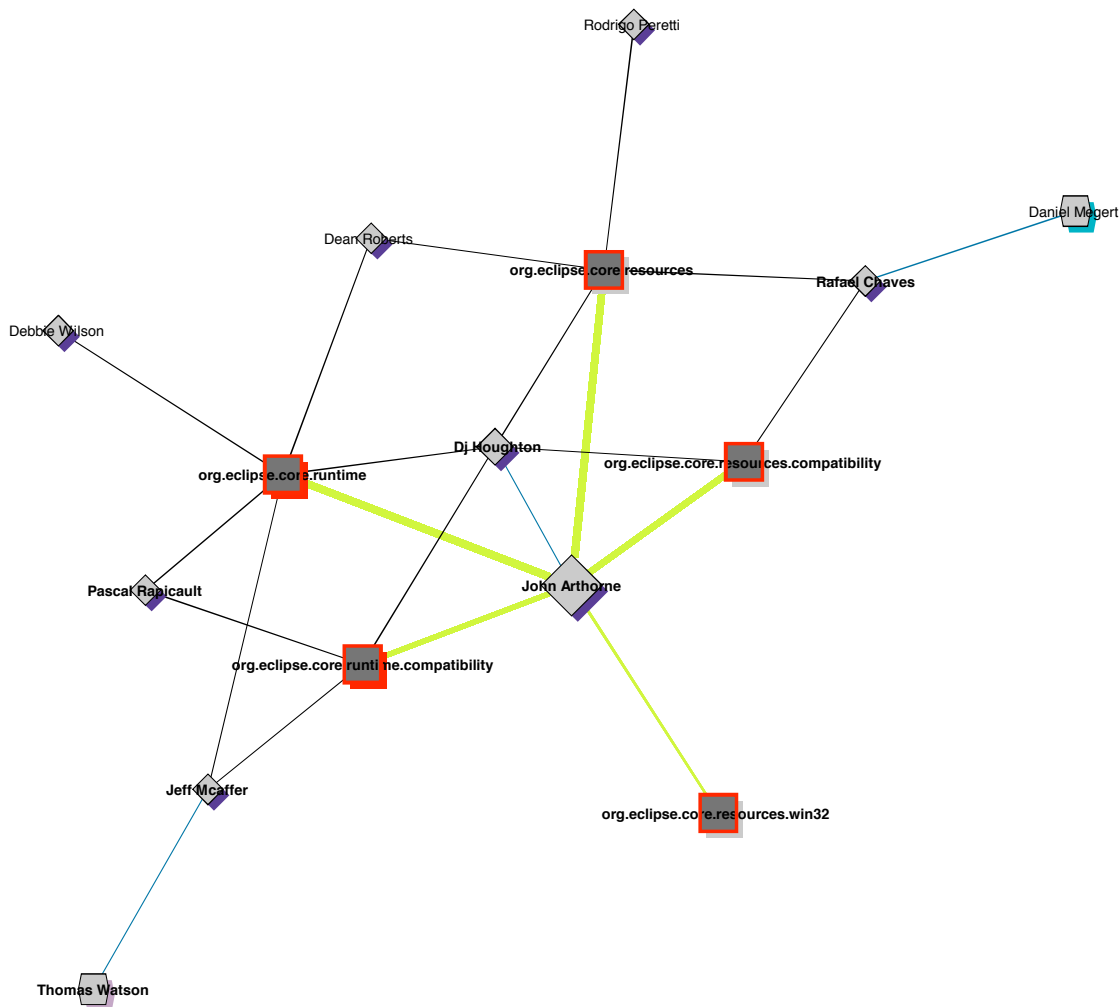 Rodrigo Peretti
Daniel Megert
Dean Roberts
org.eclipse.core.resources
Rafael Chaves
Debbie Wilson
Dj Houghton
org.eclipse.core.resources.compatibility
org.eclipse.core.runtime
John Arthorne
Pascal Rapicault
org.eclipse.core.runtime.compatibility
Jeff Mcaffer
org.eclipse.core.resources.win32
Thomas Watson